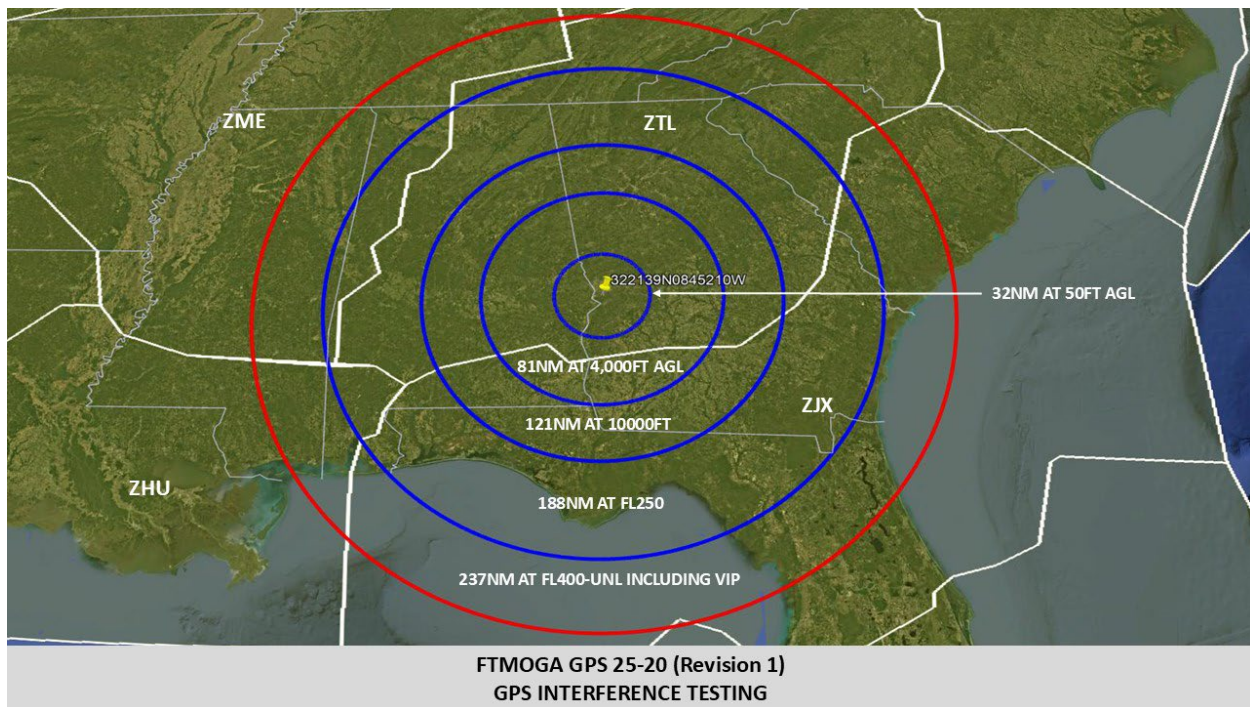 ZME
ZTL
322139N0845210W
32NM AT 50FT AGL
81NM AT 4,000FT AGL
ZJX
121NM AT 10000FT
ZHU
188NM AT FL250
237NM AT FL400-UNL INCLUDING VIP
FTMOGA GPS 25-20 (Revision 1)
GPS INTERFERENCE TESTING